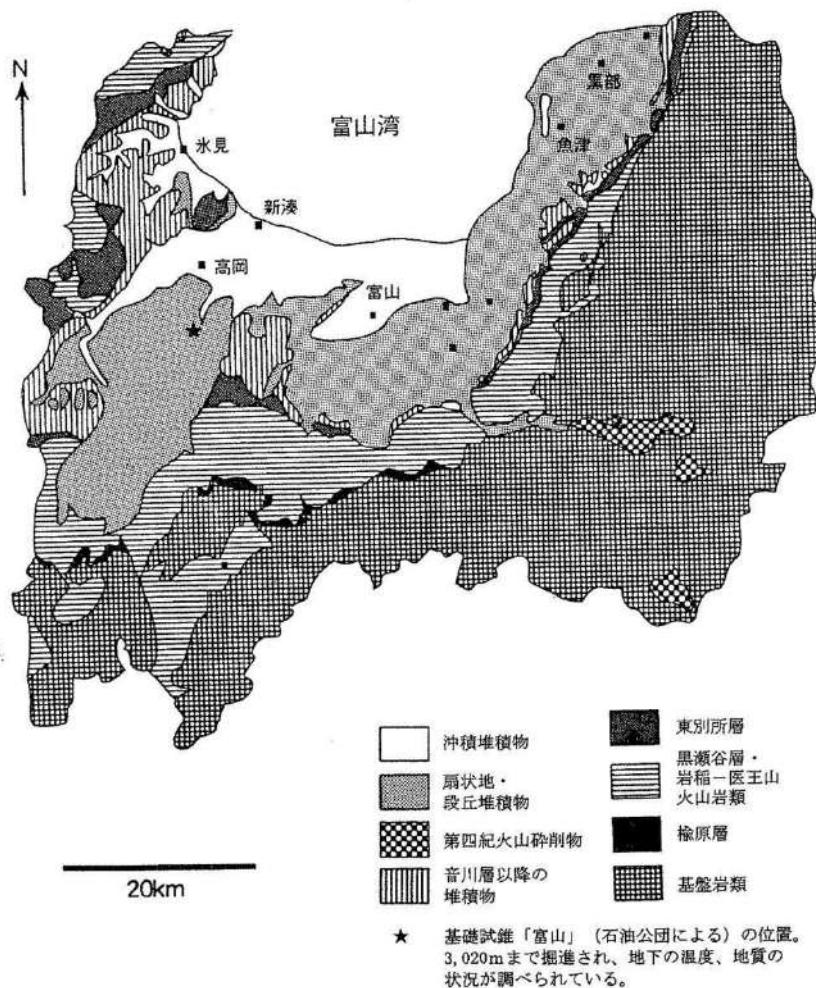 N
富山湾
黒部
魚津
氷見
新湊
高岡
富山
20km
沖積堆積物
扇状地・
段丘堆積物
第四紀火山砕削物
音川層以降の
堆積物
東別所層
黒瀬谷層・
岩稲ー医王山
火山岩類
楡原層
基盤岩類
★ 基礎試錐「富山」（石油公団による）の位置。
3,020mまで掘進され、地下の温度、地質の
状況が調べられている。